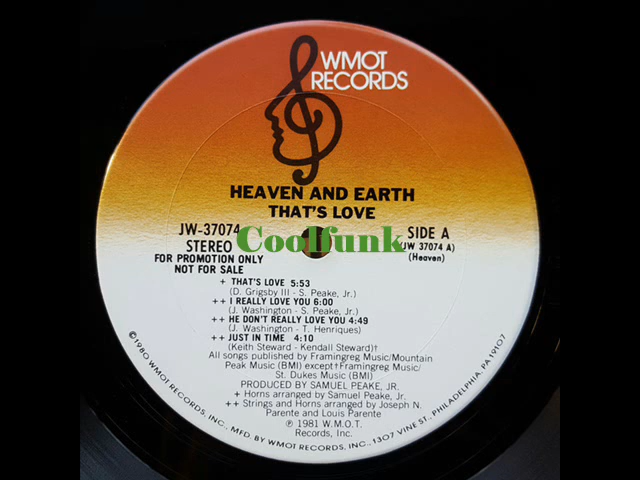 WMOT
RECORDS
HEAVEN AND EARTH
THAT'S LOVE
JW-37074
STEREO
FOR PROMOTION ONLY
NOT FOR SALE
Coolfunk
SIDE A
(JW 37074 A)
(Heaven)
+ THAT'S LOVE 5:53
(D. Grigsby III - S. Peake, Jr.)
++ I REALLY LOVE YOU 6:00
(J. Washington - S. Peake, Jr.)
++ HE DON'T REALLY LOVE YOU 4:49
(J. Washington - T. Henriques)
++ JUST IN TIME 4:10
(Keith Steward - Kendall Steward)†
All songs published by Framingreg Music/Mountain
Peak Music (BMI) except†Framingreg Music/
St. Dukes Music (BMI)
PRODUCED BY SAMUEL PEAKE, JR.
+ Horns arranged by Samuel Peake, Jr.
++ Strings and Horns arranged by Joseph N.
Parente and Louis Parente
℗ 1981 W.M.O.T.
Records, Inc.
©1980 WMOT RECORDS, INC., MFD. BY WMOT RECORDS, INC., 1307 VINE ST., PHILADELPHIA, PA 19107